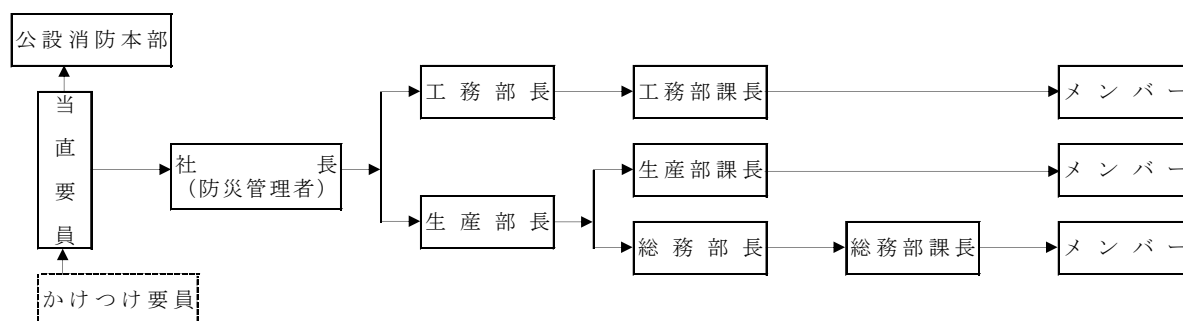 公設消防本部
当直要員
かけつけ要員
社長
（防災管理者）
工務部長
工務部課長
メンバー
生産部長
生産部課長
メンバー
総務部長
総務部課長
メンバー